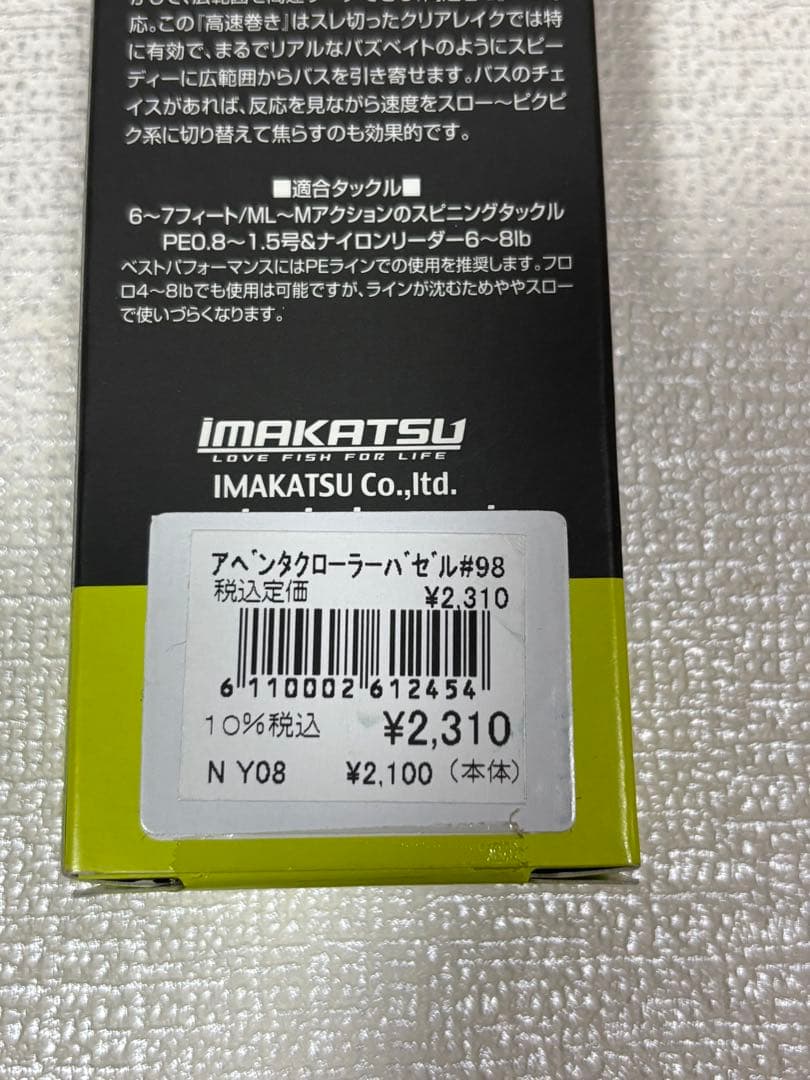 応。この『高速巻き』はスレ切ったクリアレイクでは特
に有効で、まるでリアルなバズベイトのようにスピー
ディーに広範囲からバスを引き寄せます。バスのチェ
イスがあれば、反応を見ながら速度をスロー〜ピクピ
ク系に切り替えて焦らすのも効果的です。
■適合タックル■
6〜7フィート/ML〜Mアクションのスピニングタックル
PE0.8〜1.5号&ナイロンリーダー6〜8lb
ベストパフォーマンスにはPEラインでの使用を推奨します。フロ
ロ4〜8lbでも使用は可能ですが、ラインが沈むためややスロー
で使いづらくなります。
IMAKATSU
LOVE FISH FOR LIFE
IMAKATSU Co.,ltd.
アベンタクローラーバゼル#98
税込定価 ¥2,310
6 110002 612454
10%税込 ¥2,310
N Y08 ¥2,100（本体）